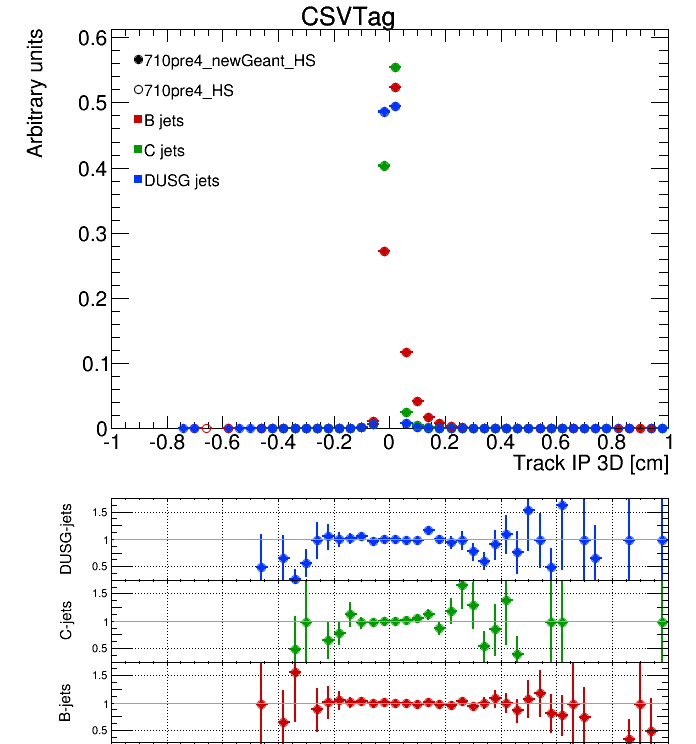 CSVTag
Arbitrary units
0.6
0.5
0.4
0.3
0.2
0.1
0
710pre4_newGeant_HS
710pre4_HS
B jets
C jets
DUSG jets
-1 -0.8 -0.6 -0.4 -0.2 0 0.2 0.4 0.6 0.8 1
Track IP 3D [cm]
DUSG-jets
1.5
1
0.5
C-jets
1.5
1
0.5
B-jets
1.5
1
0.5